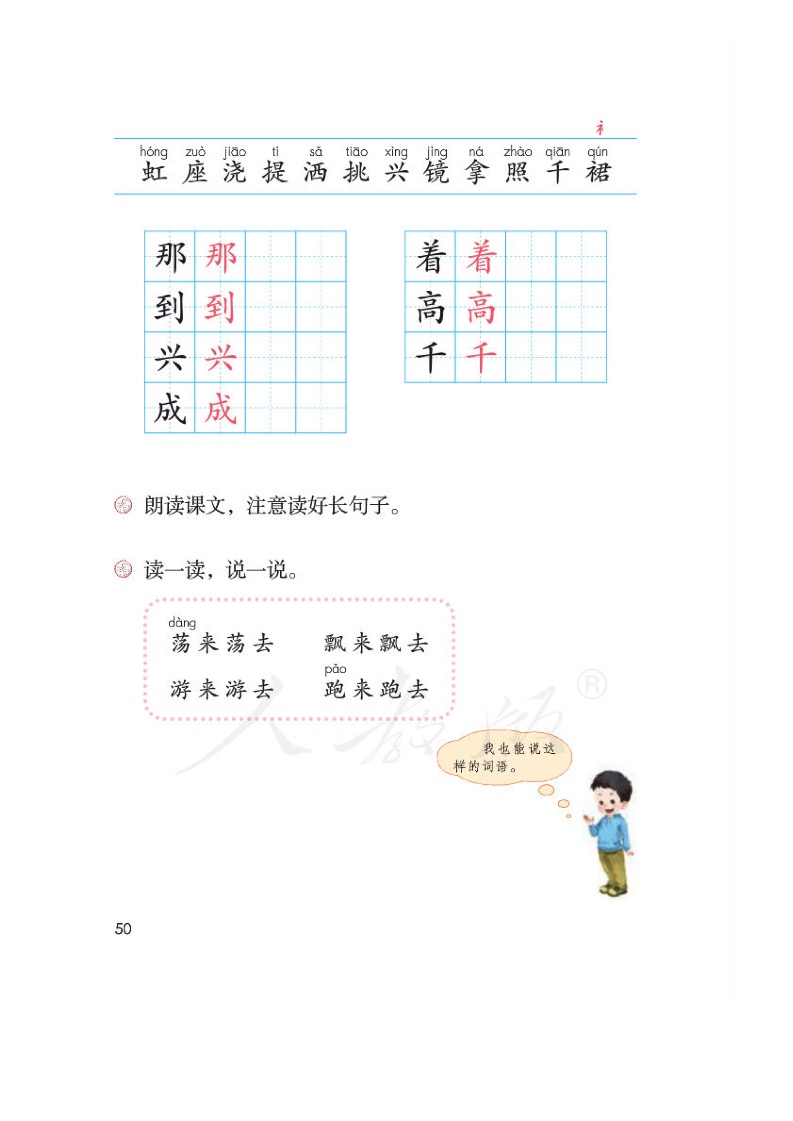 衤
hóng zuò jiāo tí sǎ tiāo xìng jìng ná zhào qiān qún
虹 座 浇 提 洒 挑 兴 镜 拿 照 千 裙
那 那 着 着
到 到 高 高
兴 兴 千 千
成 成
朗读课文，注意读好长句子。
读一读，说一说。
dàng
荡来荡去 飘来飘去
pǎo
游来游去 跑来跑去
人教版®
我也能说这
样的词语。
50